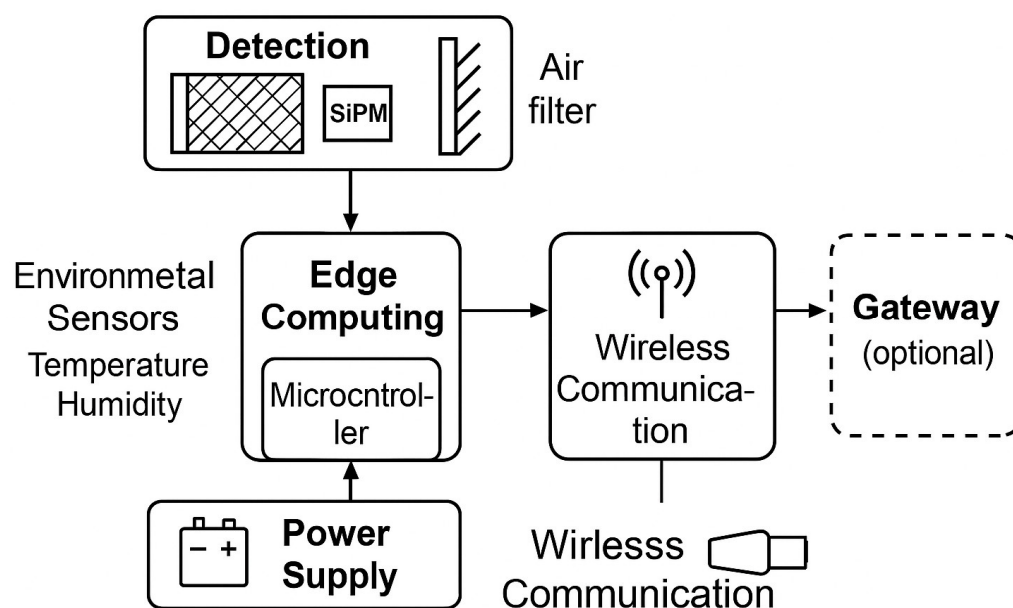 Detection
SiPM
Air
filter
Environmetal
Sensors
Temperature
Humidity
Edge
Computing
Microcntrol-
ler
Wireless
Communica-
tion
Gateway
(optional)
− +
Power
Supply
Wirlesss
Communication